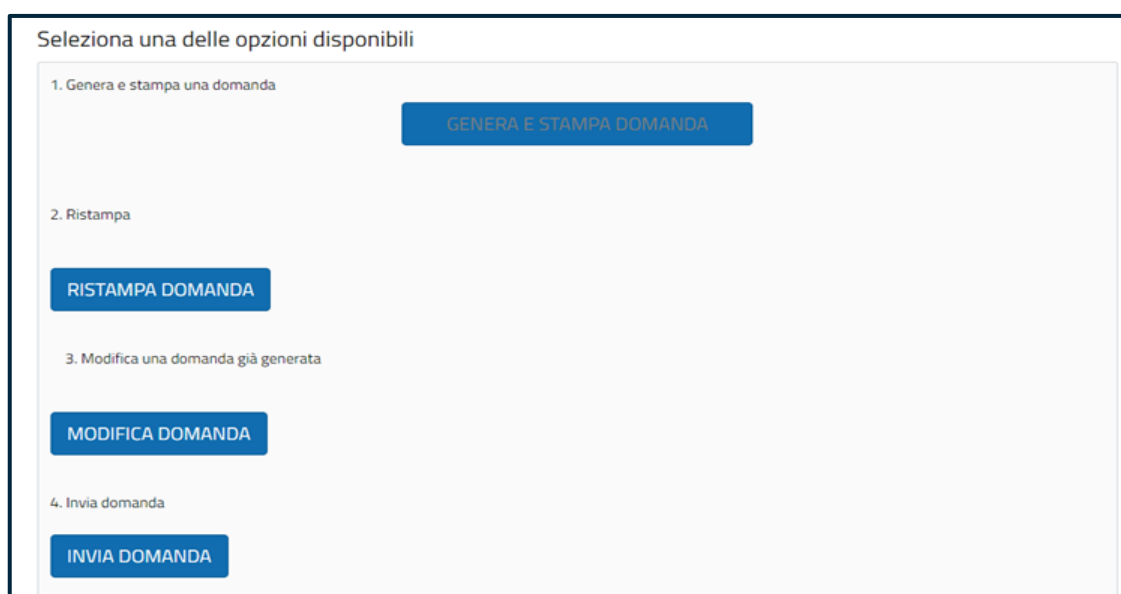 Seleziona una delle opzioni disponibili
1. Genera e stampa una domanda
GENERA E STAMPA DOMANDA
2. Ristampa
RISTAMPA DOMANDA
3. Modifica una domanda già generata
MODIFICA DOMANDA
4. Invia domanda
INVIA DOMANDA